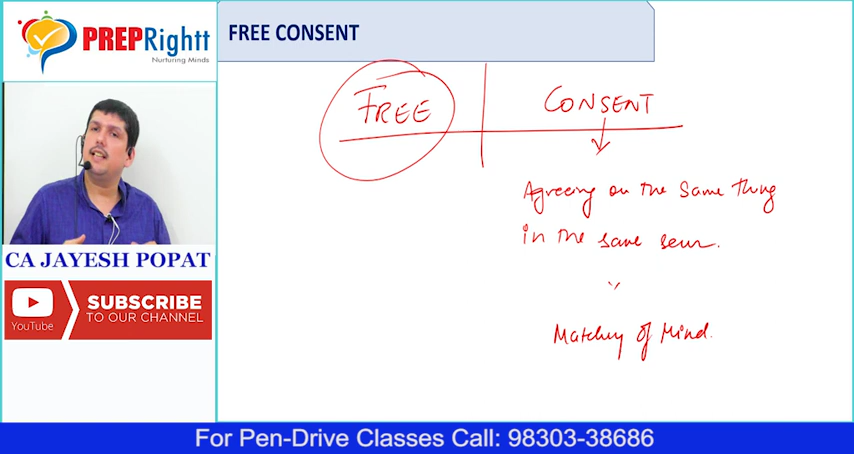 PREPRightt
Nurturing Minds
FREE CONSENT
FREE
CONSENT
Agreeing on the same thing
in the same sense.
Matching of Mind.
CA JAYESH POPAT
YouTube
SUBSCRIBE
TO OUR CHANNEL
For Pen-Drive Classes Call: 98303-38686